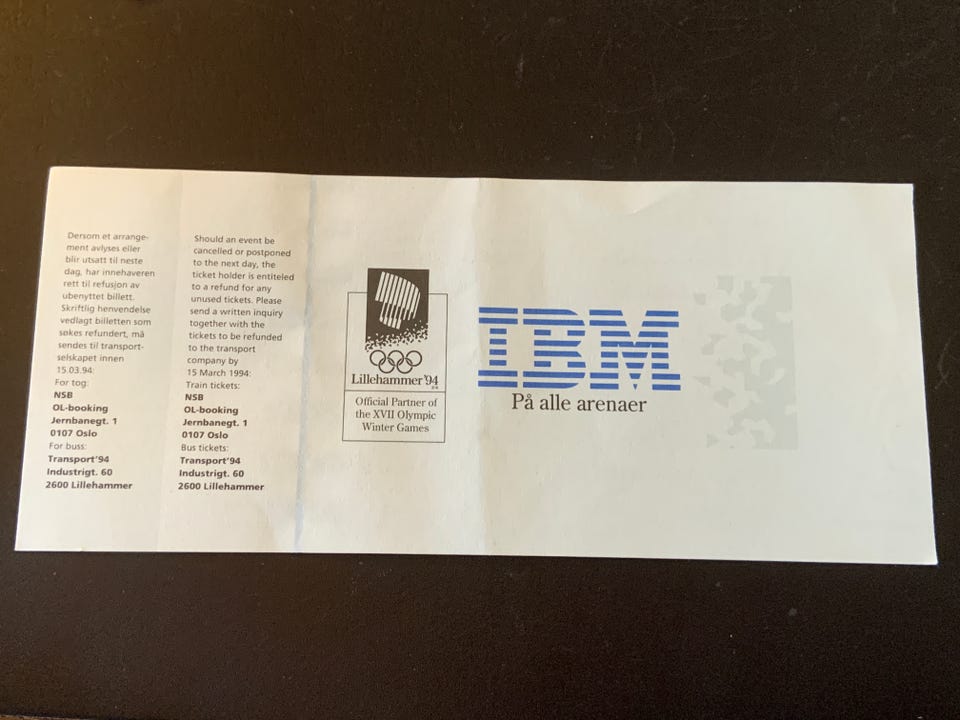 Dersom et arrange-
ment avlyses eller
blir utsatt til neste
dag, har innehaveren
rett til refusjon av
ubenyttet billett.
Skriftlig henvendelse
vedlagt billetten som
søkes refundert, må
sendes til transport-
selskapet innen
15.03.94:
For tog:
NSB
OL-booking
Jernbanegt. 1
0107 Oslo
For buss:
Transport'94
Industrigt. 60
2600 Lillehammer
Should an event be
cancelled or postponed
to the next day, the
ticket holder is entiteled
to a refund for any
unused tickets. Please
send a written inquiry
together with the
tickets to be refunded
to the transport
company by
15 March 1994:
Train tickets:
NSB
OL-booking
Jernbanegt. 1
0107 Oslo
Bus tickets:
Transport'94
Industrigt. 60
2600 Lillehammer
Lillehammer'94
Official Partner of
the XVII Olympic
Winter Games
IBM
På alle arenaer